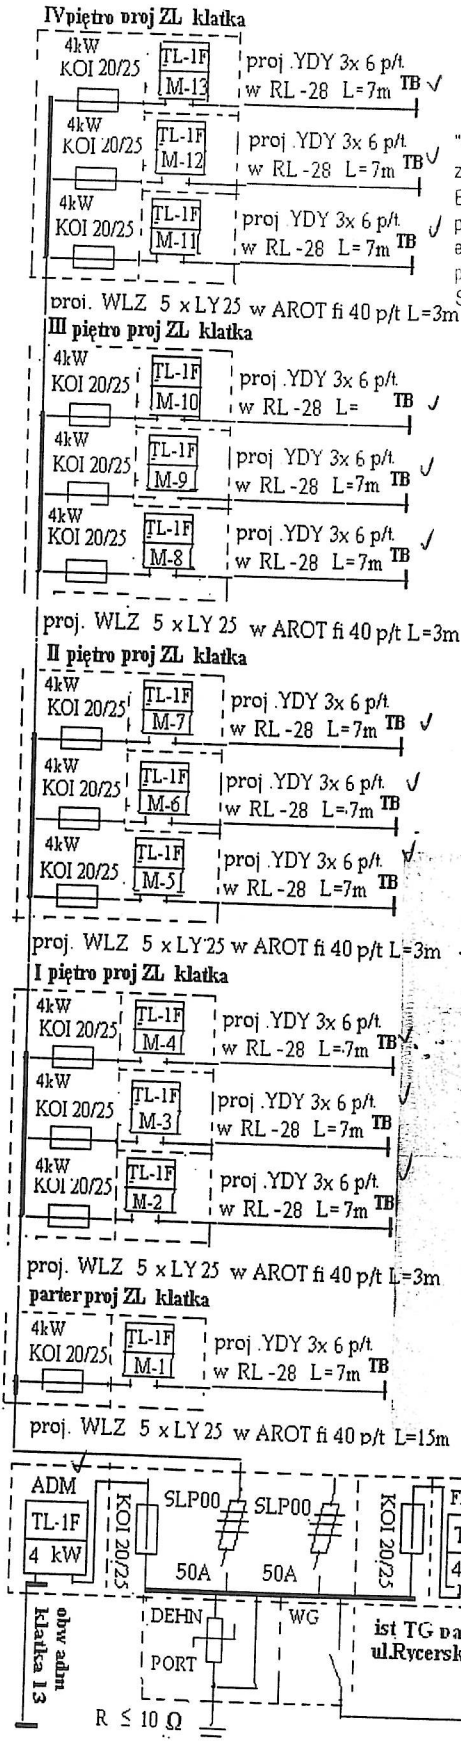 IV piętro proj ZL klatka
4kW
KOI 20/25
TL-1F
M-13
proj .YDY 3x 6 p/t.
w RL -28 L= 7m TB
4kW
KOI 20/25
TL-1F
M-12
proj .YDY 3x 6 p/t.
w RL -28 L= 7m TB
4kW
KOI 20/25
TL-1F
M-11
proj .YDY 3x 6 p/t.
w RL -28 L= 7m TB
proj. WLZ 5 x LY 25 w AROT fi 40 p/t L=3m
III piętro proj ZL klatka
4kW
KOI 20/25
TL-1F
M-10
proj .YDY 3x 6 p/t.
w RL -28 L= TB
4kW
KOI 20/25
TL-1F
M-9
proj YDY 3x 6 p/t.
w RL -28 L= 7m TB
4kW
KOI 20/25
TL-1F
M-8
proj .YDY 3x 6 p/t.
w RL -28 L= 7m TB
proj. WLZ 5 x LY 25 w AROT fi 40 p/t L=3m
II piętro proj ZL klatka
4kW
KOI 20/25
TL-1F
M-7
proj .YDY 3x 6 p/t.
w RL -28 L= 7m TB
4kW
KOI 20/25
TL-1F
M-6
proj .YDY 3x 6 p/t.
w RL -28 L= 7m TB
4kW
KOI 20/25
TL-1F
M-5
proj .YDY 3x 6 p/t.
w RL -28 L= 7m TB
proj. WLZ 5 x LY 25 w AROT fi 40 p/t L=3m
I piętro proj ZL klatka
4kW
KOI 20/25
TL-1F
M-4
proj .YDY 3x 6 p/t.
w RL -28 L= 7m TB
4kW
KOI 20/25
TL-1F
M-3
proj .YDY 3x 6 p/t.
w RL -28 L= 7m TB
4kW
KOI 20/25
TL-1F
M-2
proj .YDY 3x 6 p/t.
w RL -28 L= 7m TB
proj. WLZ 5 x LY 25 w AROT fi 40 p/t L=3m
parter proj ZL klatka
4kW
KOI 20/25
TL-1F
M-1
proj .YDY 3x 6 p/t.
w RL -28 L= 7m TB
proj. WLZ 5 x LY 25 w AROT fi 40 p/t L=15m
ADM
TL-1F
4 kW
KOI 20/25
SLP00
50A
SLP00
50A
KOI 20/25
obw adm
klatka 13
DEHN
PORT
WG
ist TG
ul.Rycersk
R ≤ 10 Ω